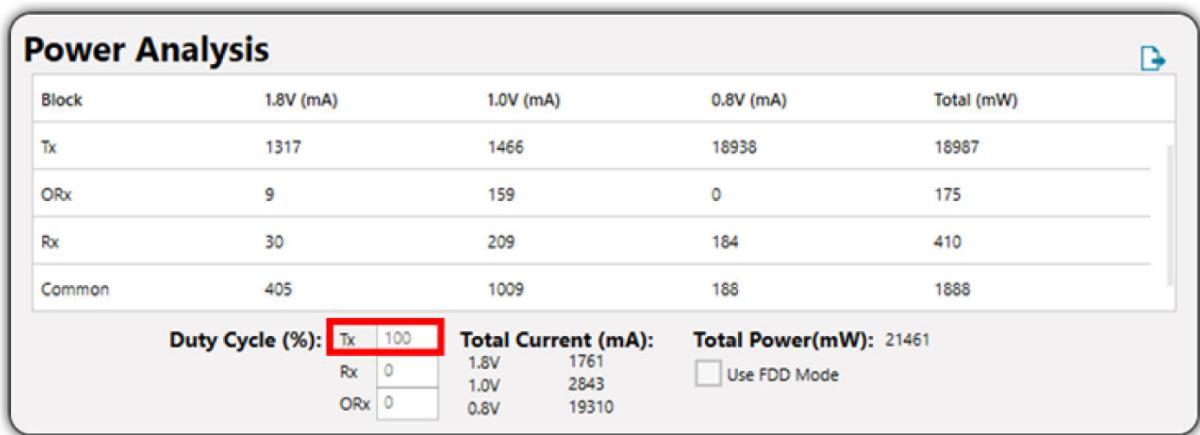 Power Analysis
Block 1.8V (mA) 1.0V (mA) 0.8V (mA) Total (mW)
Tx 1317 1466 18938 18987
ORx 9 159 0 175
Rx 30 209 184 410
Common 405 1009 188 1888
Duty Cycle (%): Tx 100 Total Current (mA): Total Power(mW): 21461
Rx 0 1.8V 1761 Use FDD Mode
1.0V 2843
ORx 0 0.8V 19310